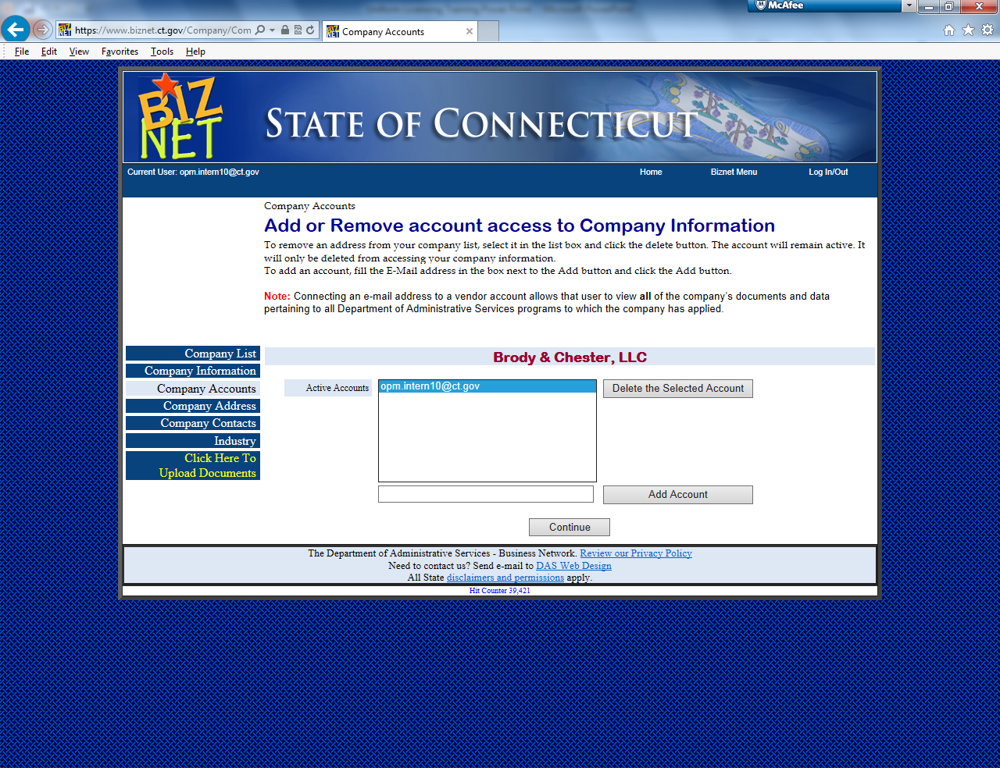 McAfee
https://www.biznet.ct.gov/Company/Com
BIZ NET
Company Accounts
File Edit View Favorites Tools Help
BIZ
NET
STATE OF CONNECTICUT
Current User: opm.intern10@ct.gov
Home Biznet Menu Log In/Out
Company Accounts
Add or Remove account access to Company Information
To remove an address from your company list, select it in the list box and click the delete button. The account will remain active. It
will only be deleted from accessing your company information.
To add an account, fill the E-Mail address in the box next to the Add button and click the Add button.
Note: Connecting an e-mail address to a vendor account allows that user to view all of the company's documents and data
pertaining to all Department of Administrative Services programs to which the company has applied.
Company List
Company Information
Company Accounts
Company Address
Company Contacts
Industry
Click Here To
Upload Documents
Brody & Chester, LLC
Active Accounts
opm.intern10@ct.gov
Delete the Selected Account
Add Account
Continue
The Department of Administrative Services - Business Network. Review our Privacy Policy
Need to contact us? Send e-mail to DAS Web Design
All State disclaimers and permissions apply.
Hit Counter 39,421